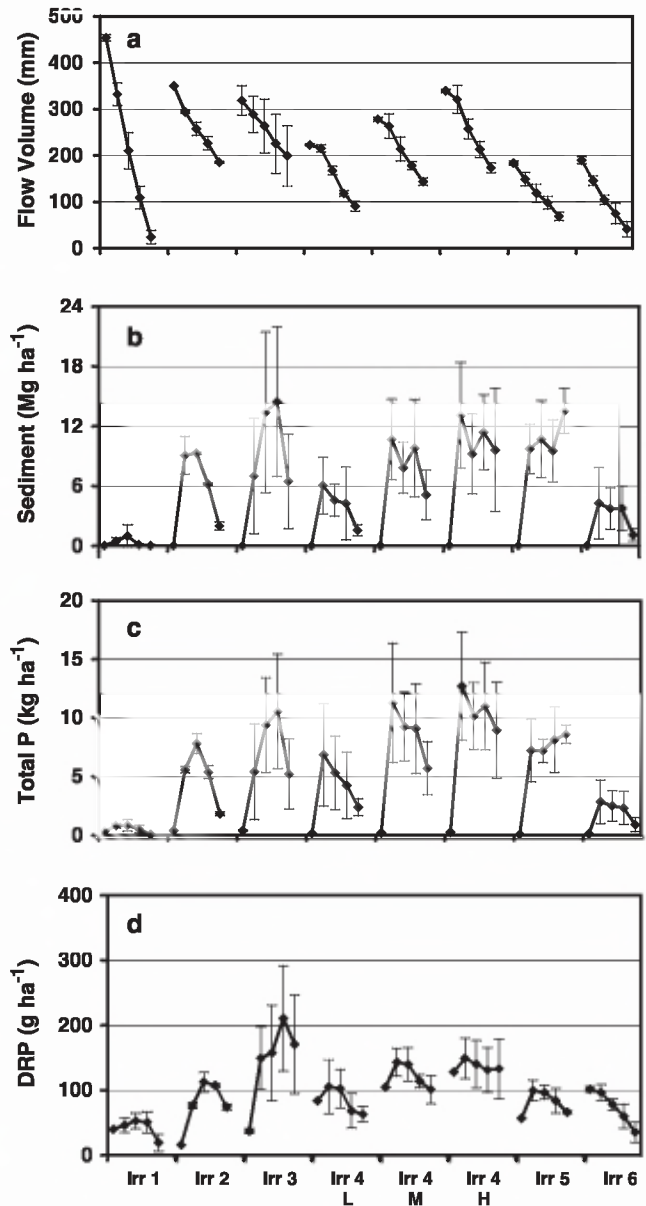 a
Flow Volume (mm)
500
400
300
200
100
0
b
Sediment (Mg ha⁻¹)
24
18
12
6
0
c
Total P (kg ha⁻¹)
20
15
10
5
0
d
DRP (g ha⁻¹)
400
300
200
100
0
Irr 1 Irr 2 Irr 3 Irr 4 Irr 4 Irr 4 Irr 5 Irr 6
L M H